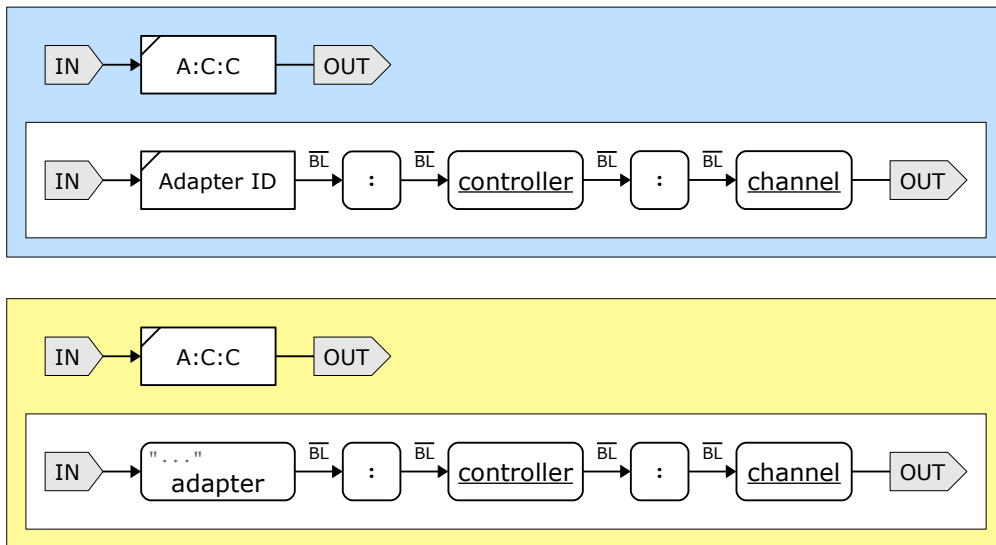 IN A:C:C OUT
IN Adapter ID BL : BL controller BL : BL channel OUT
IN A:C:C OUT
IN "..." adapter BL : BL controller BL : BL channel OUT